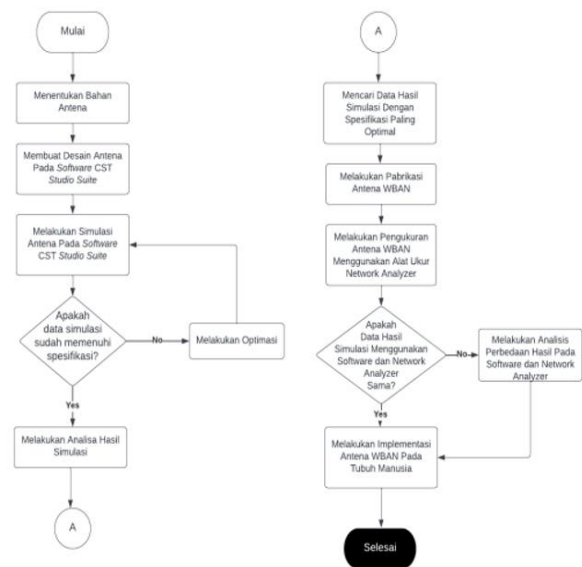 Mulai
Menentukan Bahan
Antena
Membuat Desain Antena
Pada Software CST
Studio Suite
Melakukan Simulasi
Antena Pada Software
CST Studio Suite
Apakah
data simulasi
sudah memenuhi
spesifikasi?
No
Melakukan Optimasi
Yes
Melakukan Analisa Hasil
Simulasi
A
A
Mencari Data Hasil
Simulasi Dengan
Spesifikasi Paling
Optimal
Melakukan Pabrikasi
Antena WBAN
Melakukan Pengukuran
Antena WBAN
Menggunakan Alat Ukur
Network Analyzer
Apakah
Data Hasil
Simulasi Menggunakan
Software dan Network
Analyzer
Sama?
No
Melakukan Analisis
Perbedaan Hasil Pada
Software dan Network
Analyzer
Yes
Melakukan Implementasi
Antena WBAN Pada
Tubuh Manusia
Selesai